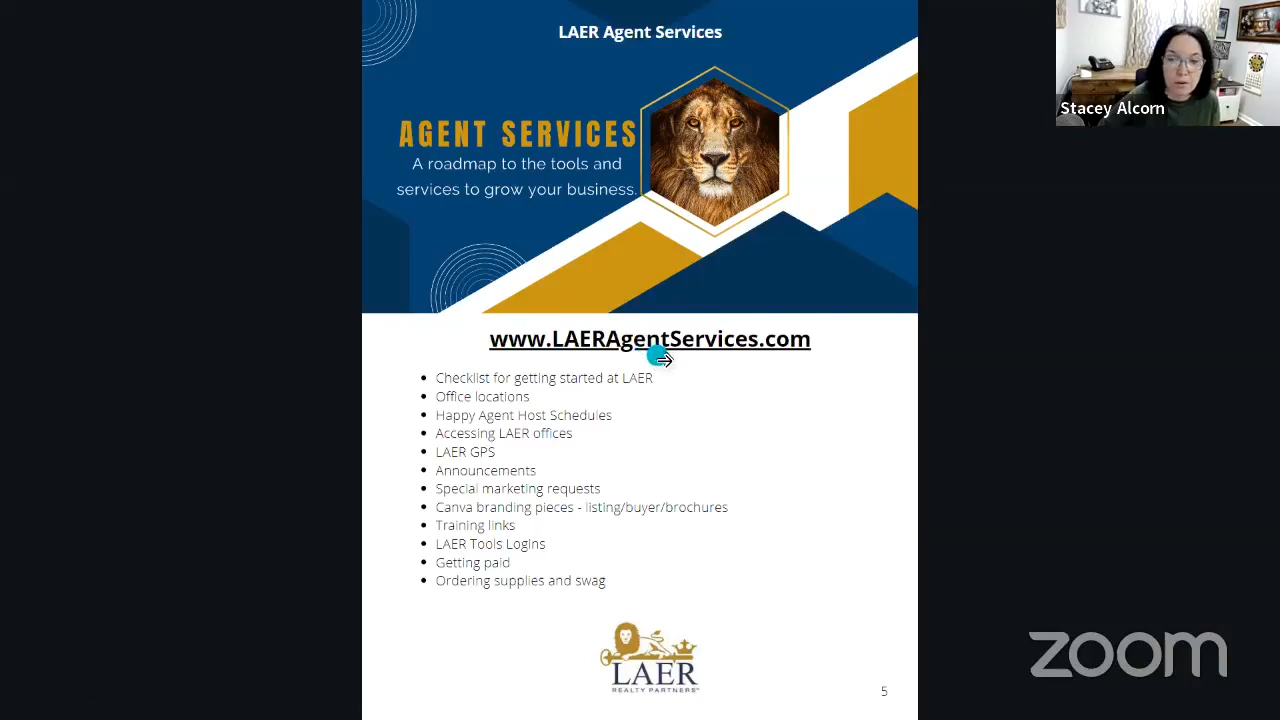 LAER Agent Services
AGENT SERVICES
A roadmap to the tools and
services to grow your business.
Stacey Alcorn
www.LAERAgentServices.com
Checklist for getting started at LAER
Office locations
Happy Agent Host Schedules
Accessing LAER offices
LAER GPS
Announcements
Special marketing requests
Canva branding pieces - listing/buyer/brochures
Training links
LAER Tools Logins
Getting paid
Ordering supplies and swag
LAER
REALTY PARTNERS
5
zoom